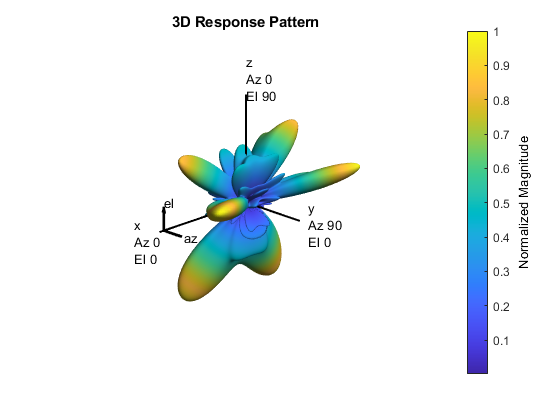 3D Response Pattern
z
Az 0
El 90
el
az
x
Az 0
El 0
y
Az 90
El 0
1
0.9
0.8
0.7
0.6
0.5
0.4
0.3
0.2
0.1
Normalized Magnitude